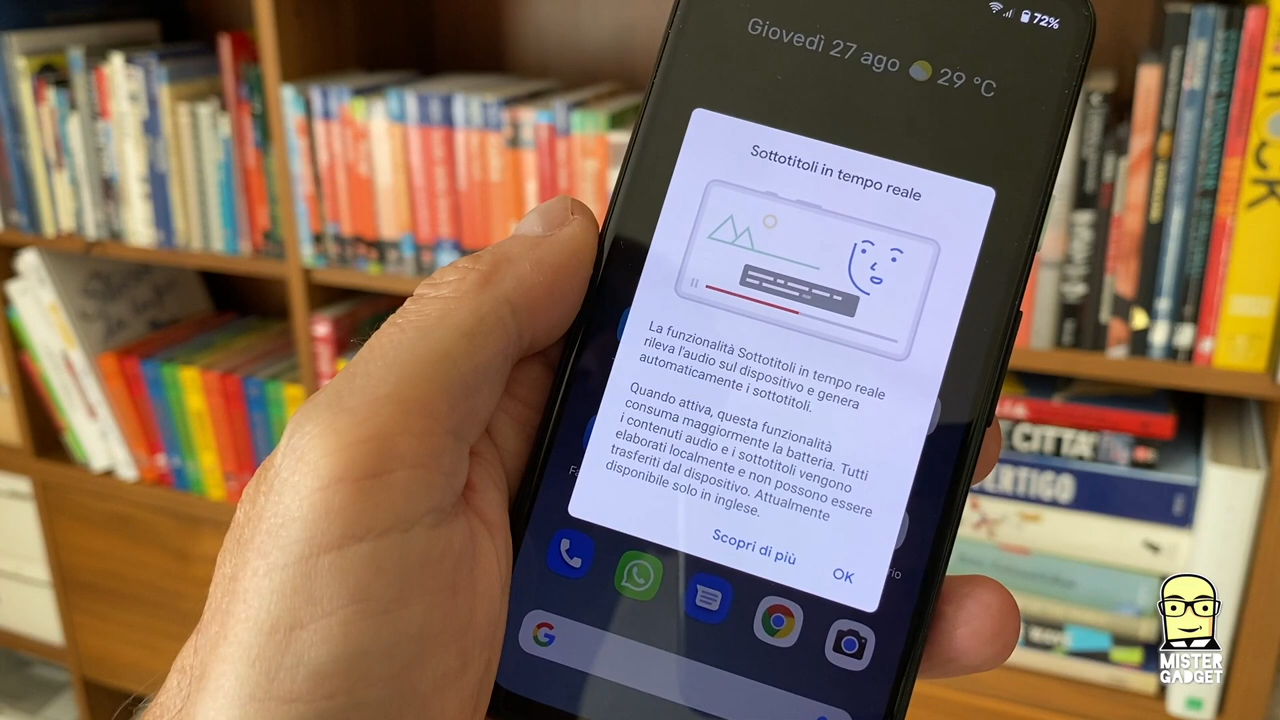 72%
Giovedì 27 ago 29 °C
Sottotitoli in tempo reale
La funzionalità Sottotitoli in tempo reale
rileva l'audio sul dispositivo e genera
automaticamente i sottotitoli.
Quando attiva, questa funzionalità
consuma maggiormente la batteria. Tutti
i contenuti audio e i sottotitoli vengono
elaborati localmente e non possono essere
trasferiti dal dispositivo. Attualmente
disponibile solo in inglese.
Scopri di più
OK
CITTÀ
MISTER
GADGET